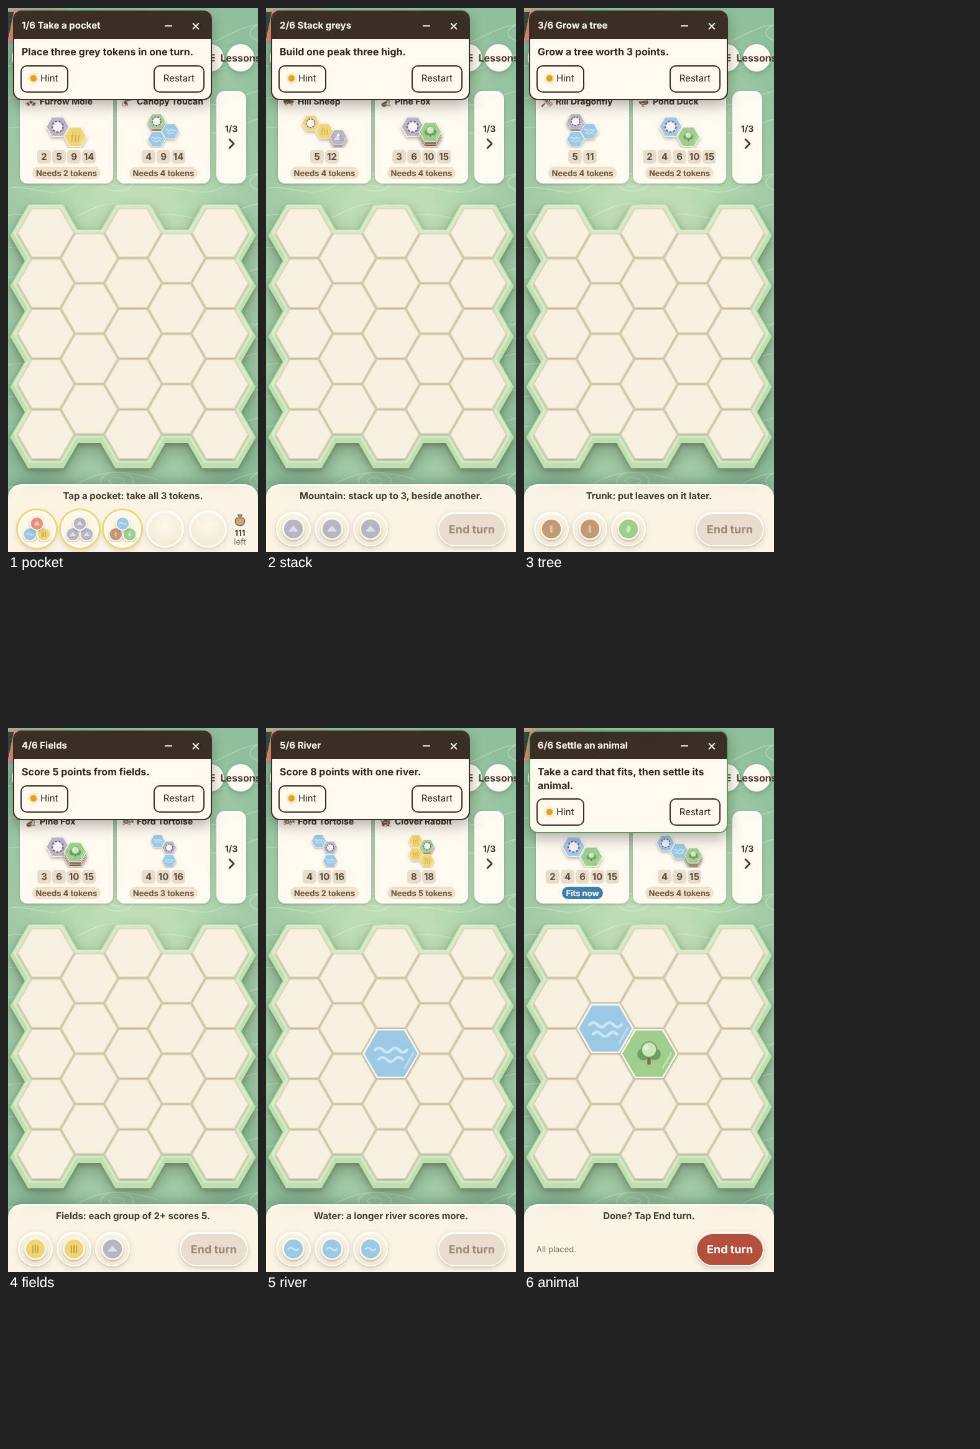 1/6 Take a pocket
Place three grey tokens in one turn.
Hint
Restart
Lessons
Furrow Mole
Canopy Toucan
2 5 9 14
4 9 14
Needs 2 tokens
Needs 4 tokens
1/3
Tap a pocket: take all 3 tokens.
111
left
1 pocket
2/6 Stack greys
Build one peak three high.
Hint
Restart
Lessons
Hill Sheep
Pine Fox
5 12
3 6 10 15
Needs 4 tokens
Needs 4 tokens
1/3
Mountain: stack up to 3, beside another.
End turn
2 stack
3/6 Grow a tree
Grow a tree worth 3 points.
Hint
Restart
Lessons
Rill Dragonfly
Pond Duck
5 11
2 4 6 10 15
Needs 4 tokens
Needs 2 tokens
1/3
Trunk: put leaves on it later.
End turn
3 tree
4/6 Fields
Score 5 points from fields.
Hint
Restart
Lessons
Pine Fox
Ford Tortoise
3 6 10 15
4 10 16
Needs 4 tokens
Needs 3 tokens
1/3
Fields: each group of 2+ scores 5.
End turn
4 fields
5/6 River
Score 8 points with one river.
Hint
Restart
Lessons
Ford Tortoise
Clover Rabbit
4 10 16
8 18
Needs 2 tokens
Needs 5 tokens
1/3
Water: a longer river scores more.
End turn
5 river
6/6 Settle an animal
Take a card that fits, then settle its
animal.
Hint
Restart
Lessons
2 4 6 10 15
4 9 15
Fits now
Needs 4 tokens
1/3
Done? Tap End turn.
All placed.
End turn
6 animal